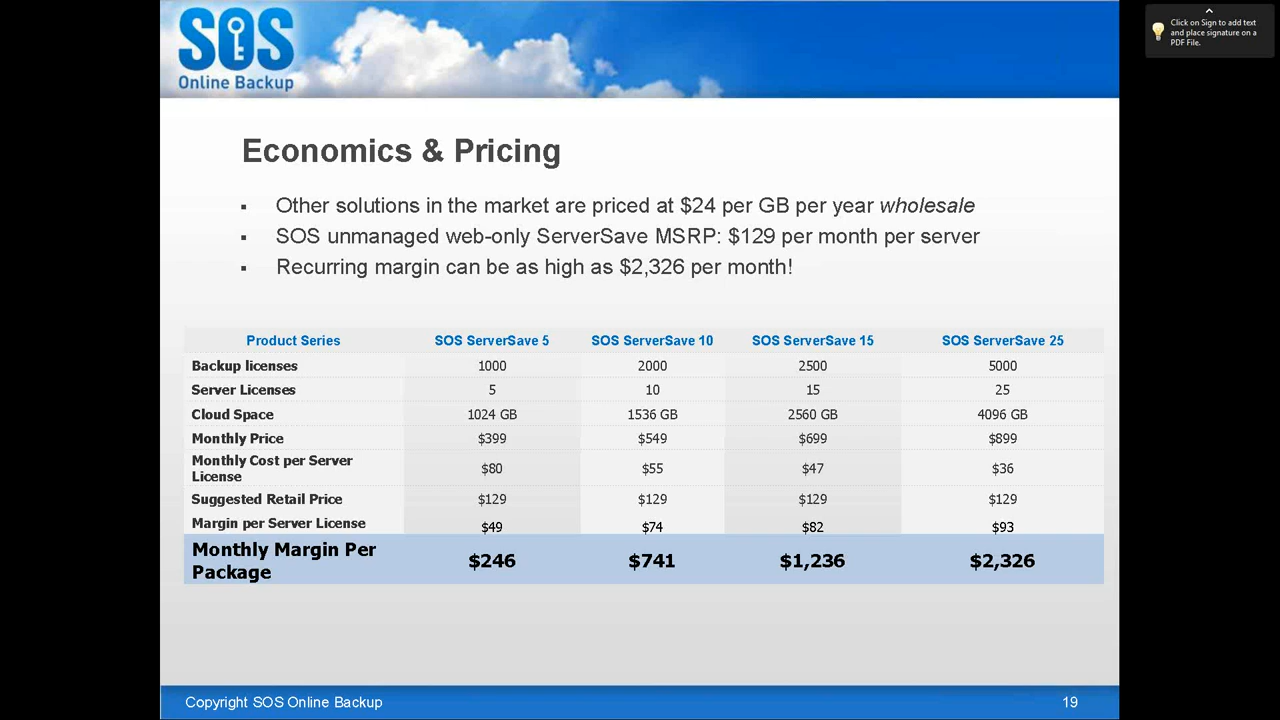 SOS
Online Backup
Click on Sign to add text
and place signature on a
PDF File.
Economics & Pricing
▪ Other solutions in the market are priced at $24 per GB per year wholesale
▪ SOS unmanaged web-only ServerSave MSRP: $129 per month per server
▪ Recurring margin can be as high as $2,326 per month!
Product Series SOS ServerSave 5 SOS ServerSave 10 SOS ServerSave 15 SOS ServerSave 25
Backup licenses 1000 2000 2500 5000
Server Licenses 5 10 15 25
Cloud Space 1024 GB 1536 GB 2560 GB 4096 GB
Monthly Price $399 $549 $699 $899
Monthly Cost per Server
License $80 $55 $47 $36
Suggested Retail Price $129 $129 $129 $129
Margin per Server License $49 $74 $82 $93
Monthly Margin Per
Package $246 $741 $1,236 $2,326
Copyright SOS Online Backup 19